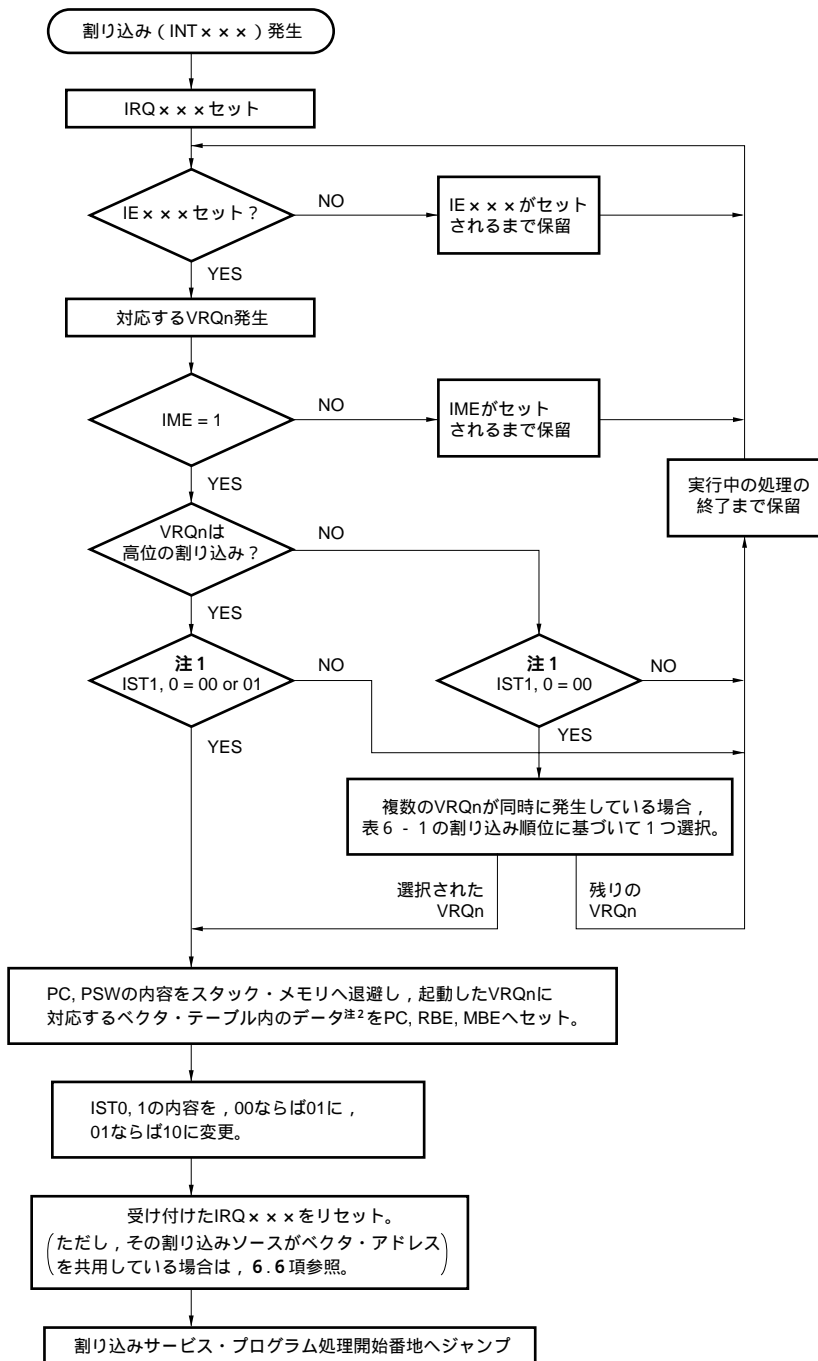 割り込み（INT×××）発生
IRQ×××セット
IE×××セット？
NO
IE×××がセット
されるまで保留
YES
対応するVRQn発生
IME = 1
NO
IMEがセット
されるまで保留
YES
実行中の処理の
終了まで保留
VRQnは
高位の割り込み？
NO
YES
注1
IST1, 0 = 00 or 01
NO
注1
IST1, 0 = 00
NO
YES
YES
複数のVRQnが同時に発生している場合，
表6 - 1の割り込み順位に基づいて1つ選択。
選択された
VRQn
残りの
VRQn
PC, PSWの内容をスタック・メモリへ退避し，起動したVRQnに
対応するベクタ・テーブル内のデータ注2をPC, RBE, MBEへセット。
IST0, 1の内容を，00ならば01に，
01ならば10に変更。
受け付けたIRQ×××をリセット。
（ただし，その割り込みソースがベクタ・アドレス
を共用している場合は，6.6項参照。）
割り込みサービス・プログラム処理開始番地へジャンプ